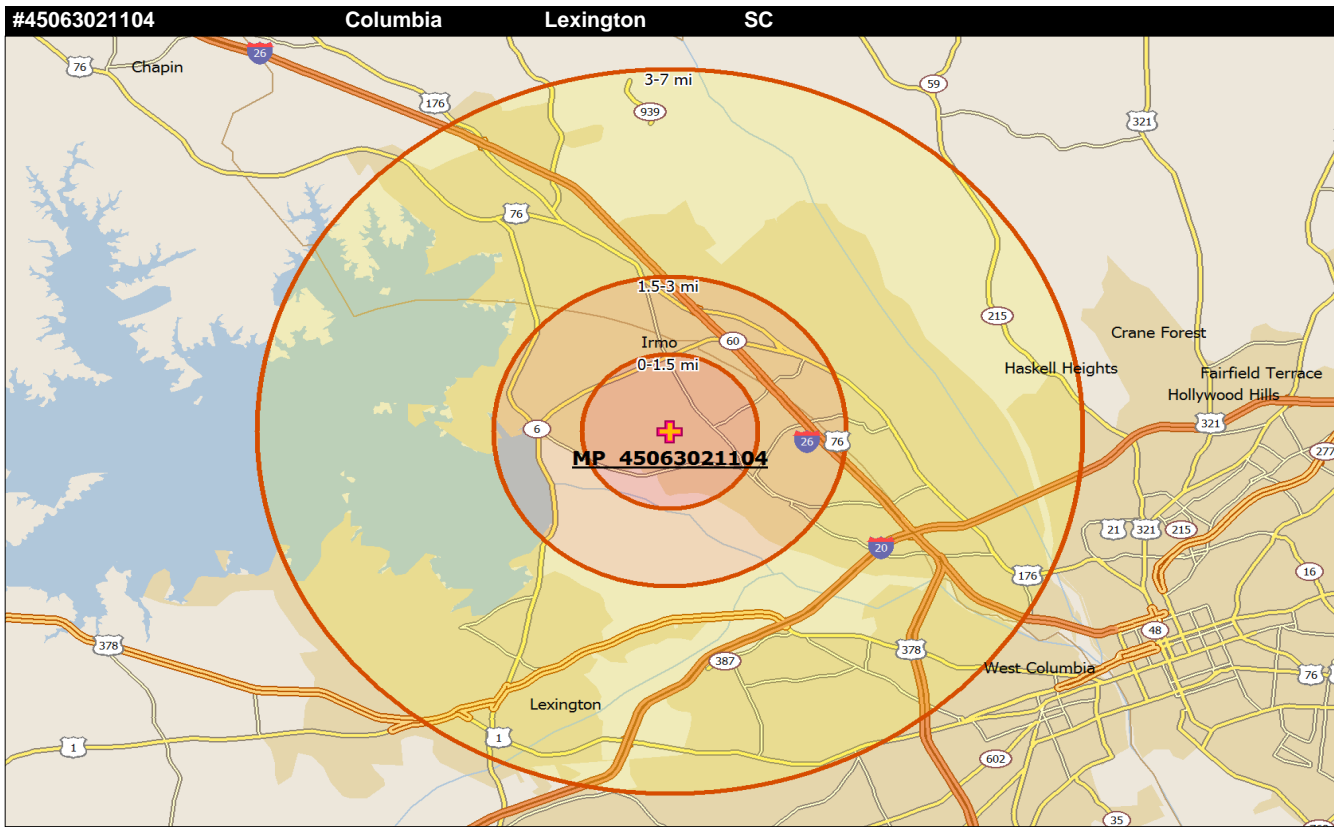 #45063021104 Columbia Lexington SC
26
76
Chapin
3-7 mi
59
176
939
321
76
215
1.5-3 mi
Crane Forest
Irmo
60
0-1.5 mi
Haskell Heights
Fairfield Terrace
Hollywood Hills
321
6
26
76
277
MP 45063021104
21
321
215
20
16
176
48
378
378
387
West Columbia
76
Lexington
1
1
602
35